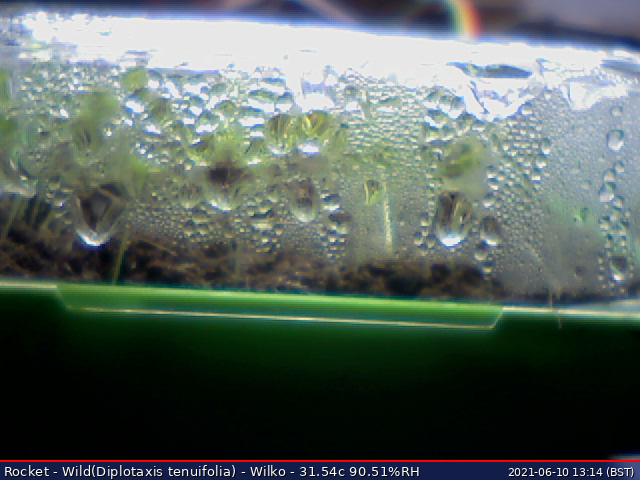 Rocket - Wild(Diplotaxis tenuifolia) - Wilko - 31.54c 90.51%RH
2021-06-10 13:14 (BST)